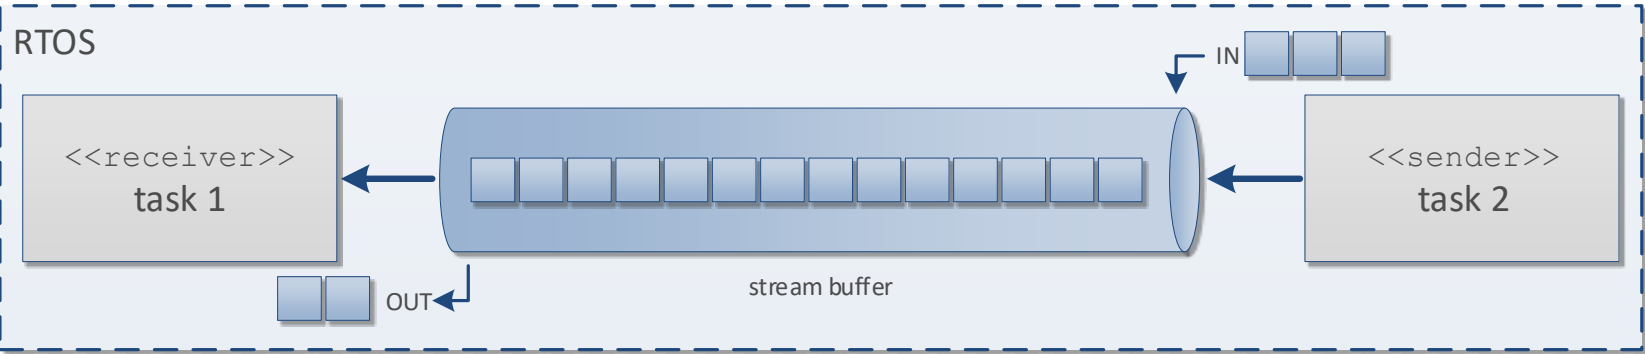 RTOS
IN
<<receiver>>
task 1
<<sender>>
task 2
OUT
stream buffer